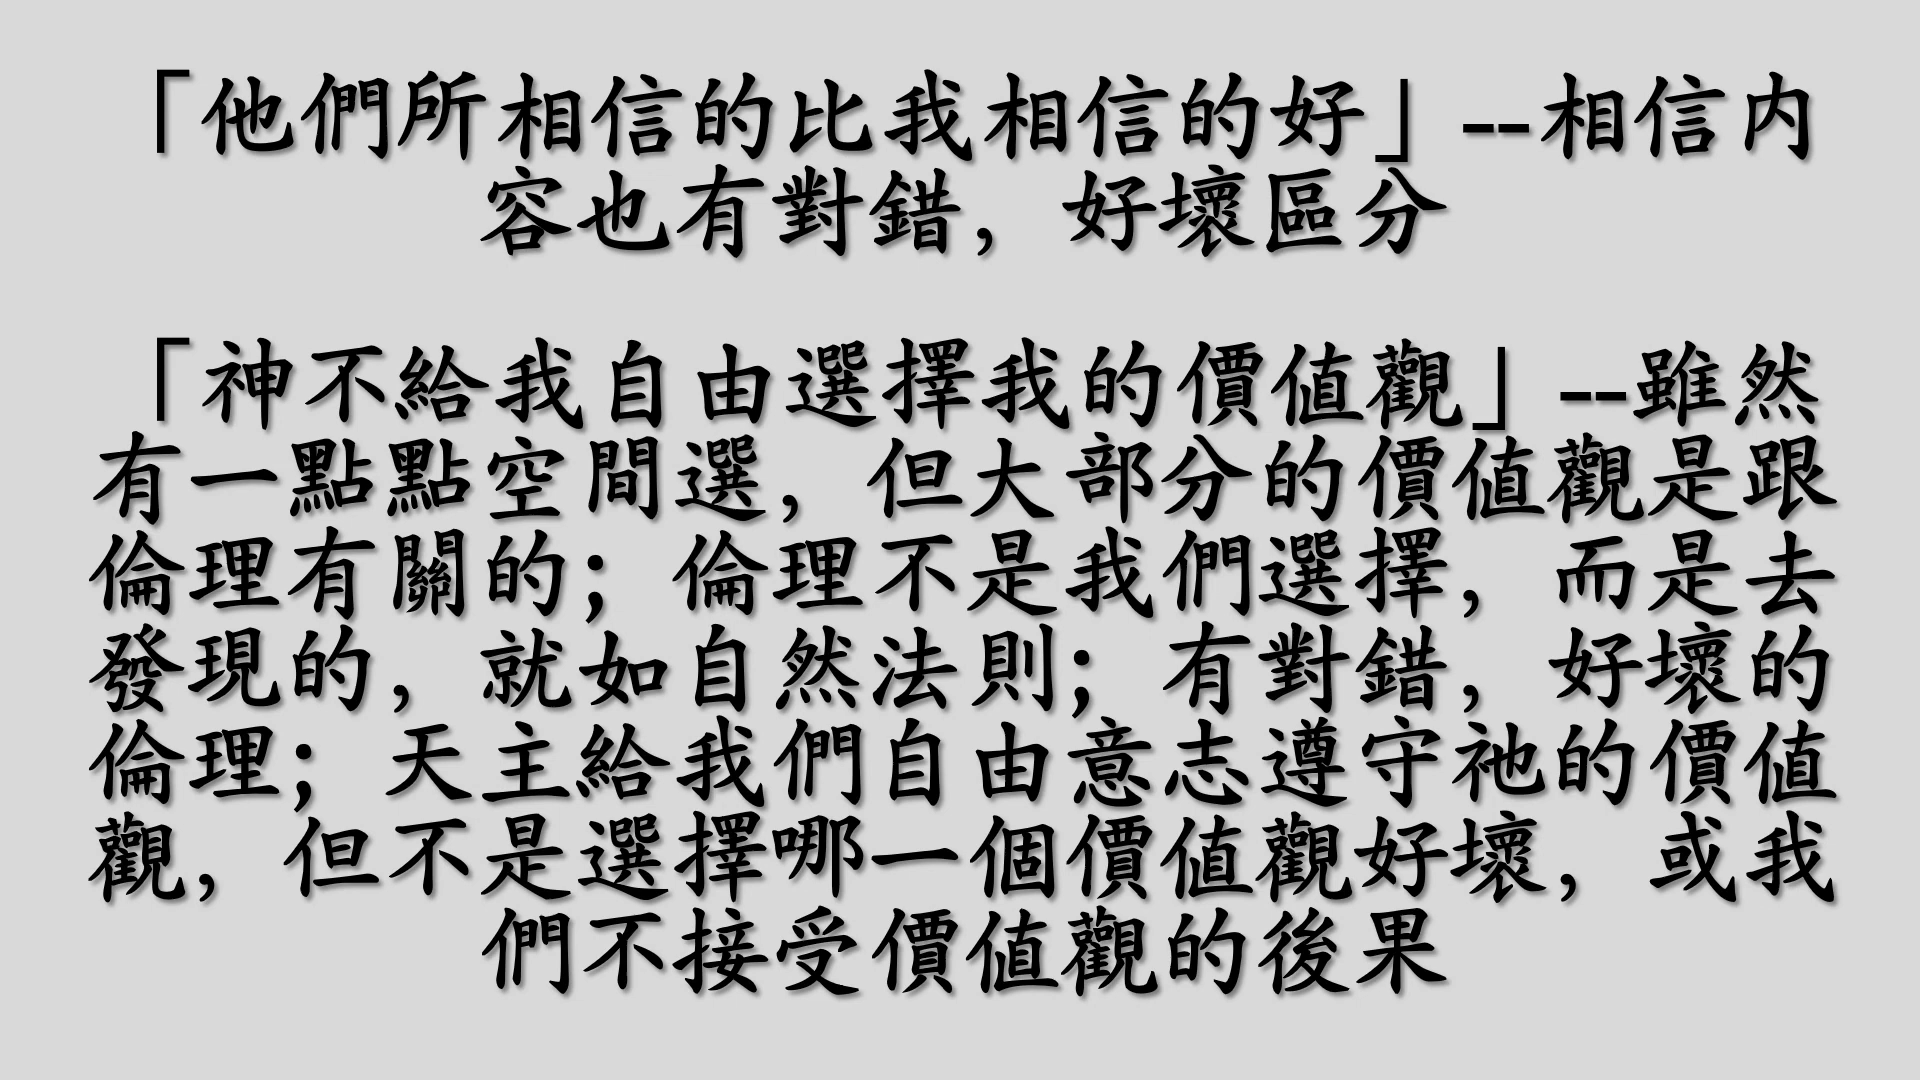 「他們所相信的比我相信的好」--相信内
容也有對錯，好壞區分
「神不給我自由選擇我的價值觀」--雖然
有一點點空間選，但大部分的價值觀是跟
倫理有關的；倫理不是我們選擇，而是去
發現的，就如自然法則；有對錯，好壞的
倫理；天主給我們自由意志遵守祂的價值
觀，但不是選擇哪一個價值觀好壞，或我
們不接受價值觀的後果